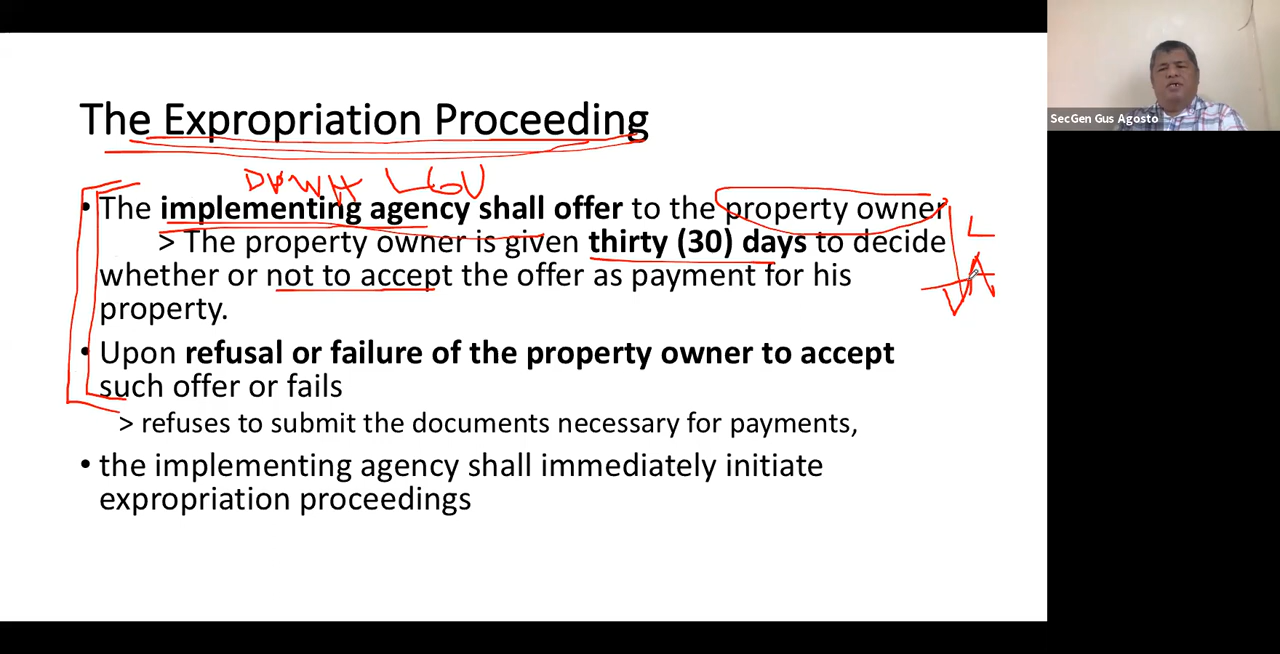 The Expropriation Proceeding
SecGen Gus Agosto
DPWH LGU
• The implementing agency shall offer to the property owner
> The property owner is given thirty (30) days to decide
L
whether or not to accept the offer as payment for his
property.
• Upon refusal or failure of the property owner to accept
such offer or fails
> refuses to submit the documents necessary for payments,
• the implementing agency shall immediately initiate
expropriation proceedings